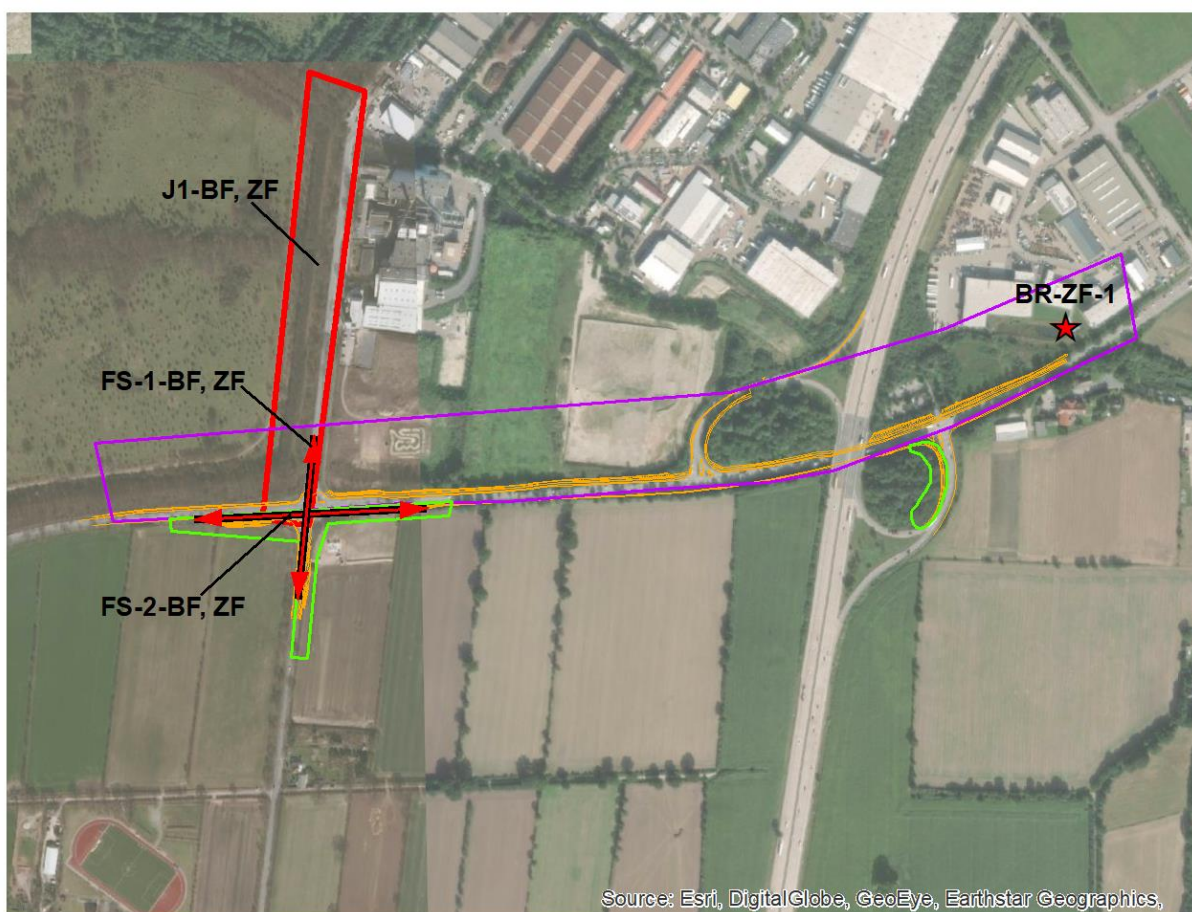 J1-BF, ZF
BR-ZF-1
FS-1-BF, ZF
FS-2-BF, ZF
Source: Esri, DigitalGlobe, GeoEye, Earthstar Geographics,